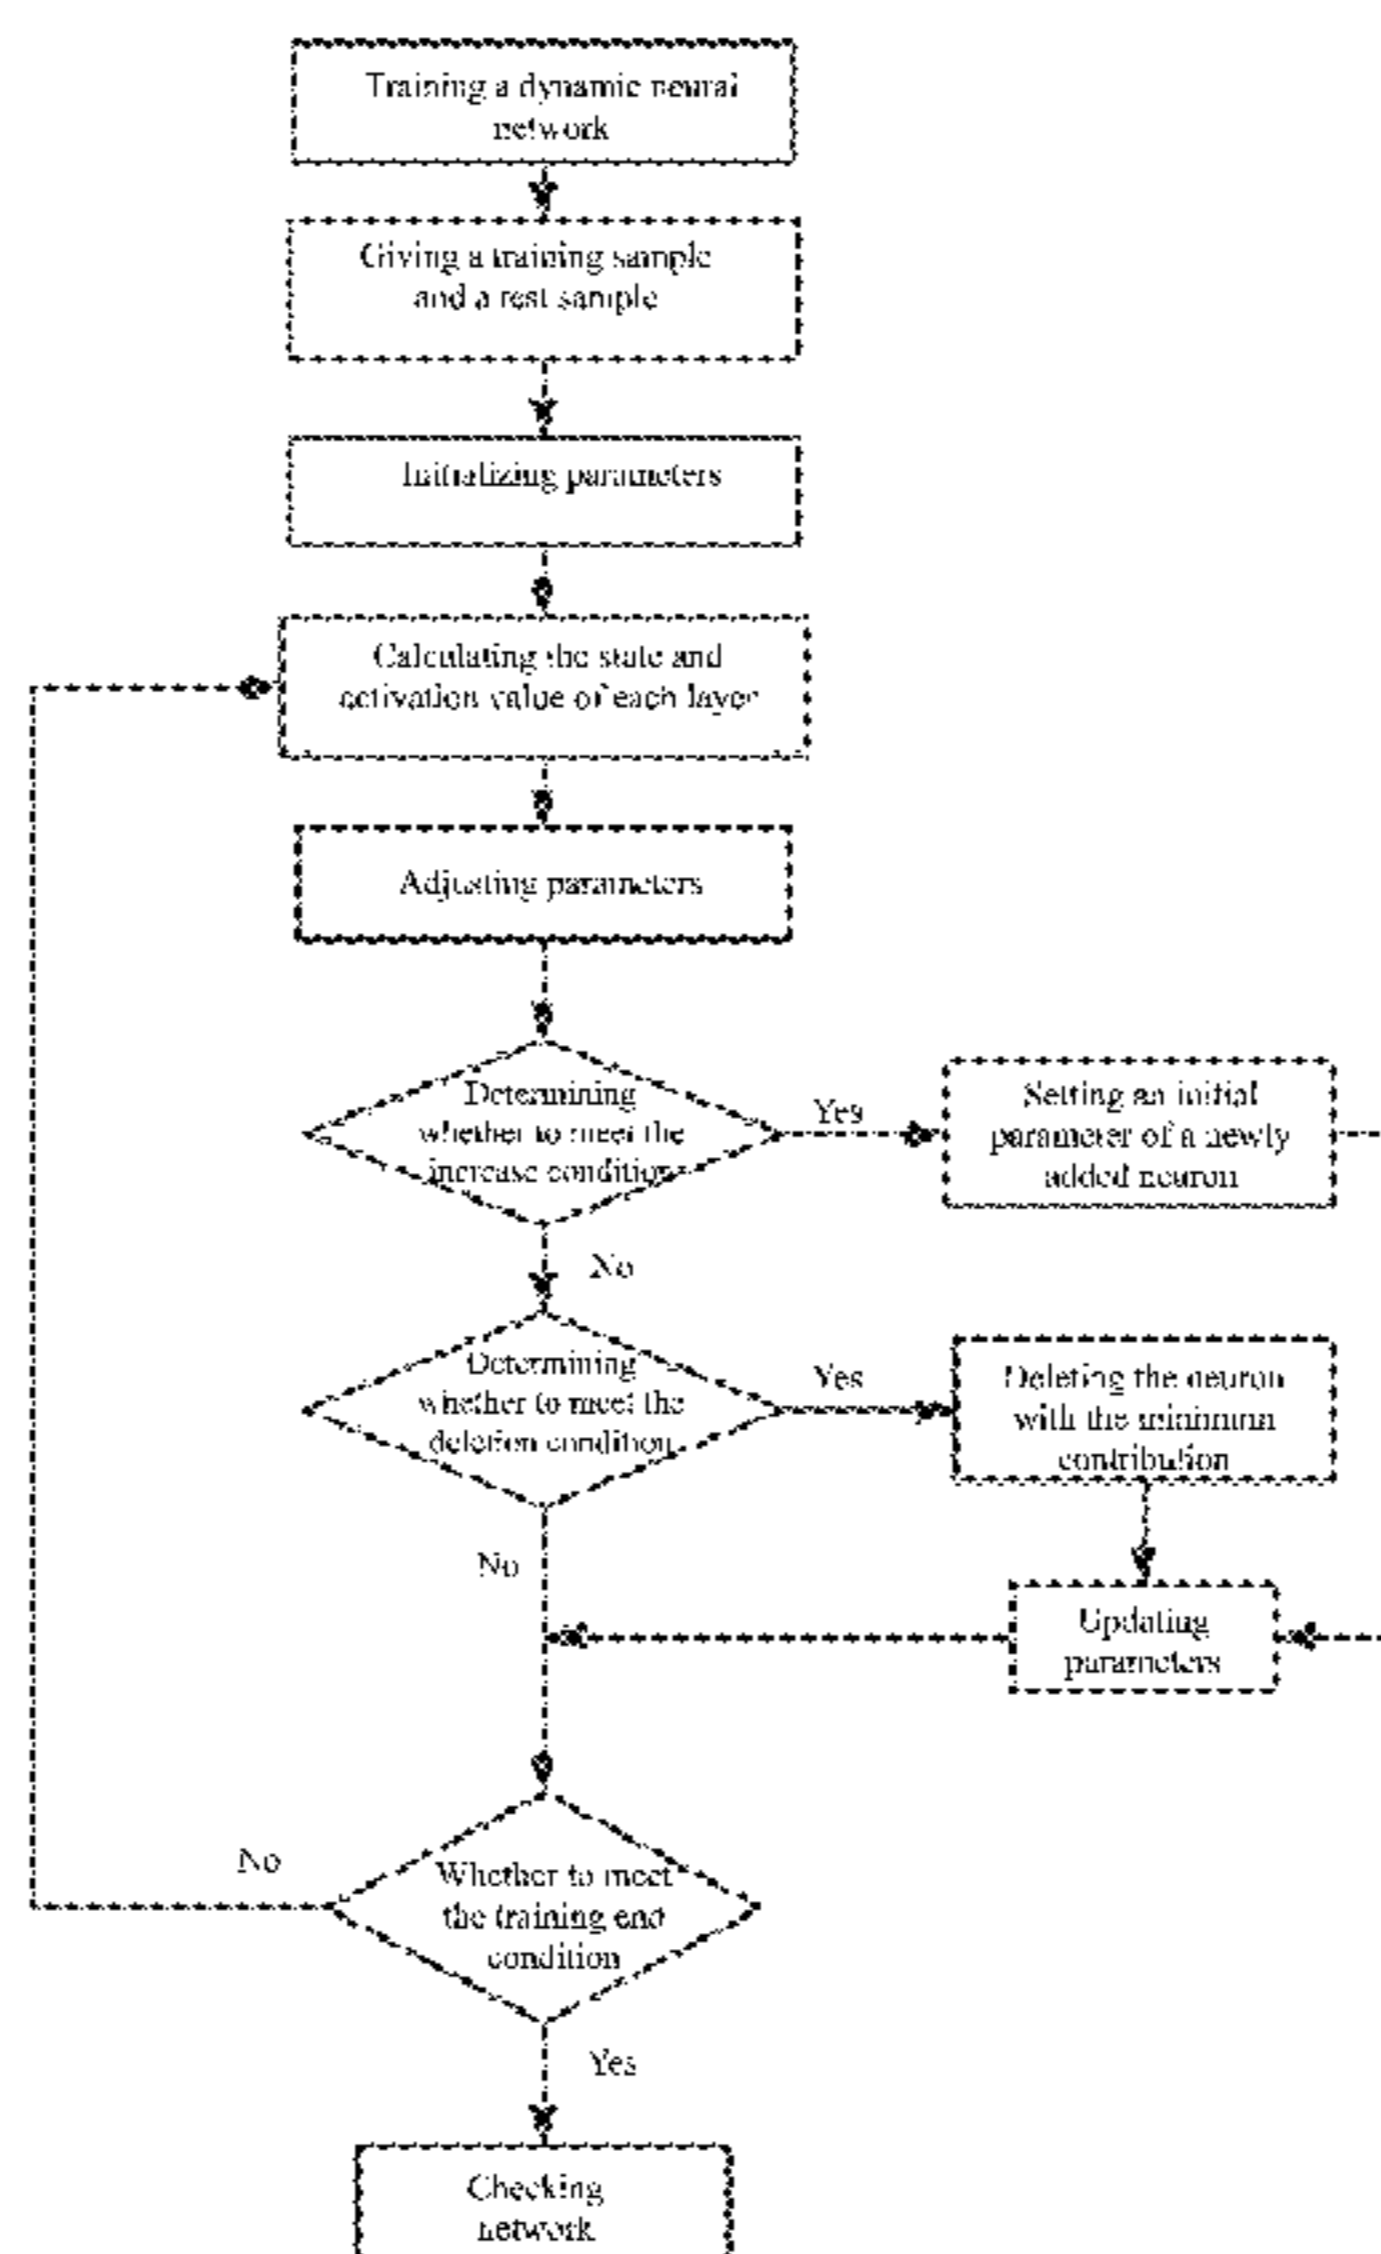 Training a dynamic neural
network
Giving a training sample
and a test sample
Initializing parameters
Calculating the state and
activation value of each layer
Adjusting parameters
Determining
whether to meet the
increase condition
Yes
Setting an initial
parameter of a newly
added neuron
No
Determining
whether to meet the
deletion condition
Yes
Deleting the neuron
with the minimum
contribution
No
Updating
parameters
No
Whether to meet
the training end
condition
Yes
Checking
network